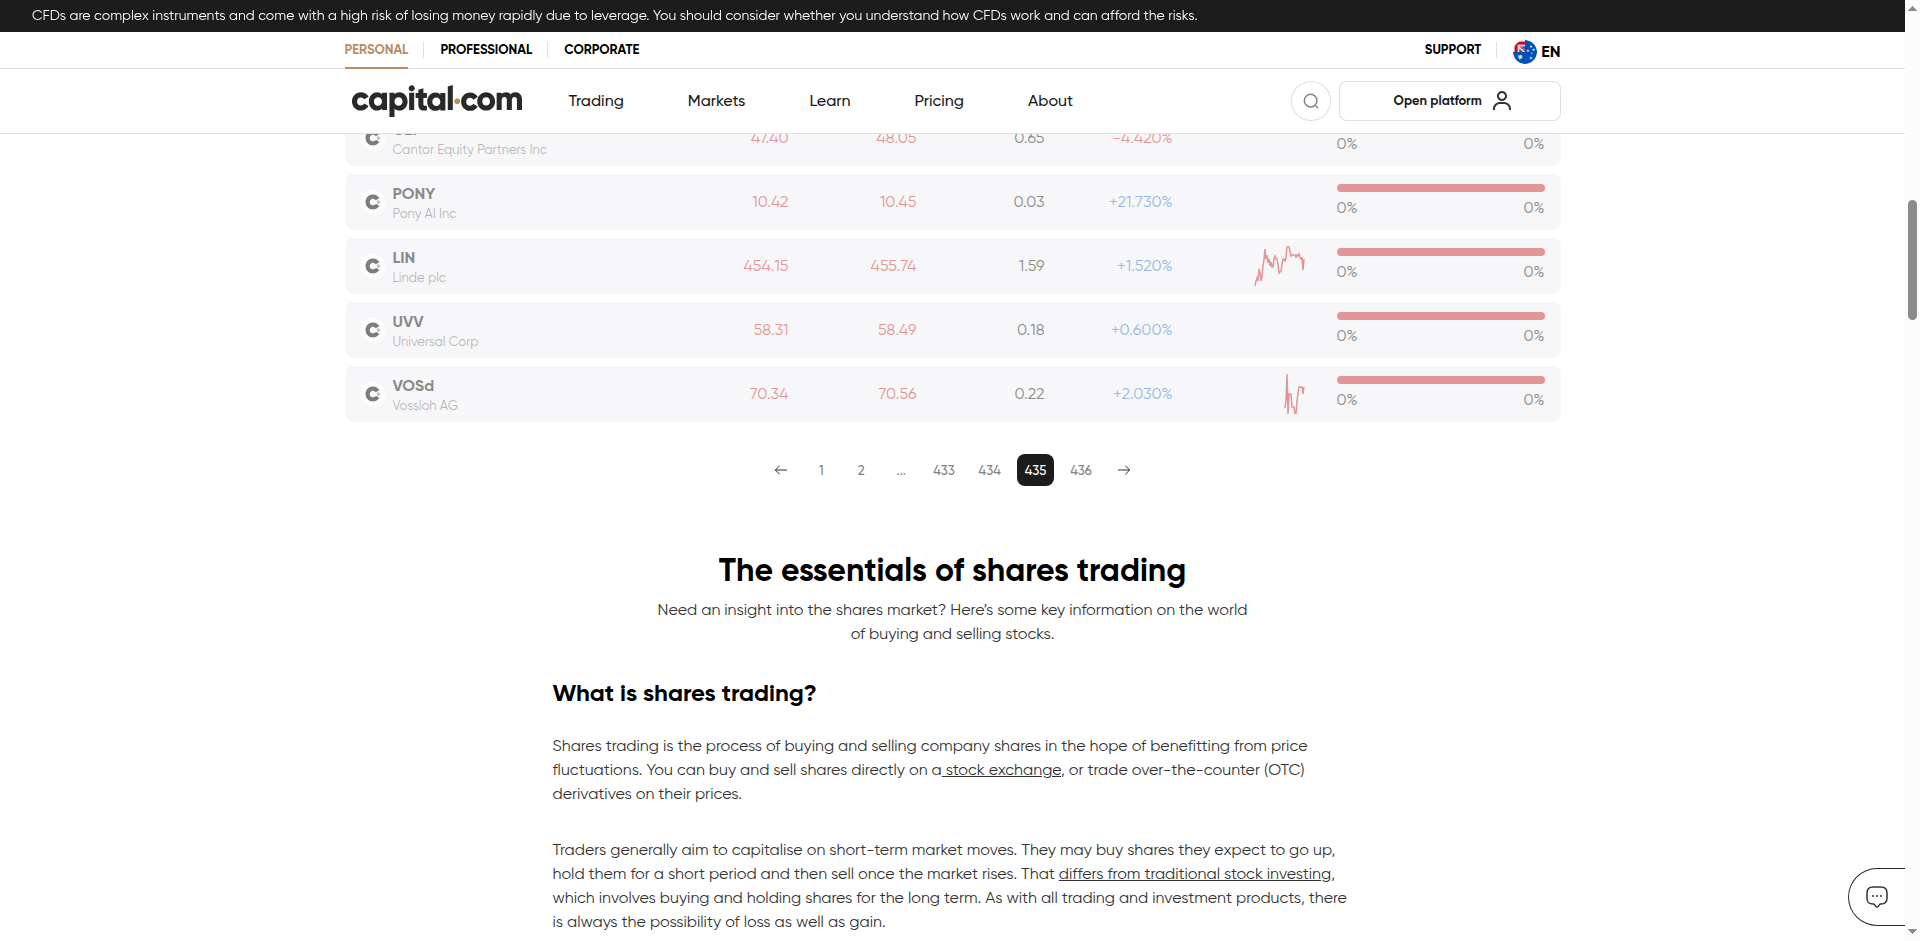 CFDs are complex instruments and come with a high risk of losing money rapidly due to leverage. You should consider whether you understand how CFDs work and can afford the risks.
PERSONAL PROFESSIONAL CORPORATE SUPPORT EN
capital.com Trading Markets Learn Pricing About Open platform
47.40 48.05 0.65 -4.420%
Cantor Equity Partners Inc 0% 0%
PONY
Pony AI Inc 10.42 10.45 0.03 +21.730% 0% 0%
LIN
Linde plc 454.15 455.74 1.59 +1.520% 0% 0%
UVV
Universal Corp 58.31 58.49 0.18 +0.600% 0% 0%
VOSd
Vossloh AG 70.34 70.56 0.22 +2.030% 0% 0%
1 2 ... 433 434 435 436
The essentials of shares trading
Need an insight into the shares market? Here’s some key information on the world
of buying and selling stocks.
What is shares trading?
Shares trading is the process of buying and selling company shares in the hope of benefitting from price
fluctuations. You can buy and sell shares directly on a stock exchange, or trade over-the-counter (OTC)
derivatives on their prices.
Traders generally aim to capitalise on short-term market moves. They may buy shares they expect to go up,
hold them for a short period and then sell once the market rises. That differs from traditional stock investing,
which involves buying and holding shares for the long term. As with all trading and investment products, there
is always the possibility of loss as well as gain.